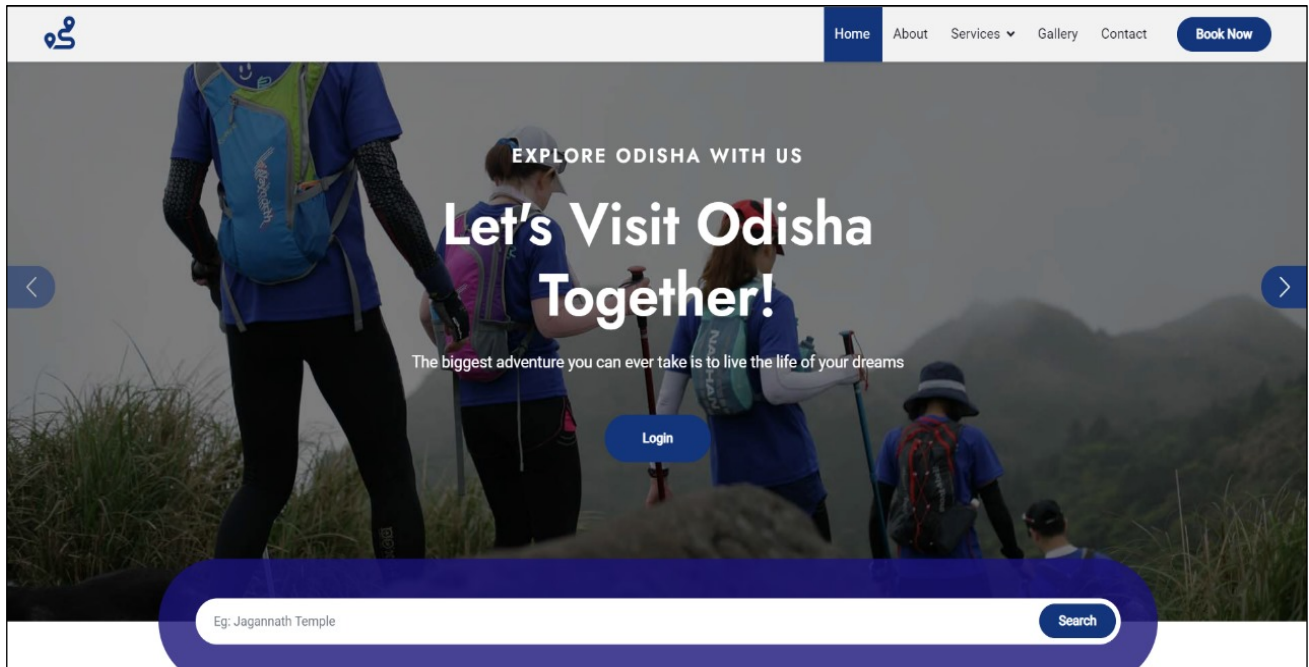 Home About Services Gallery Contact Book Now
EXPLORE ODISHA WITH US
Let's Visit Odisha
Together!
The biggest adventure you can ever take is to live the life of your dreams
Login
Eg: Jagannath Temple Search